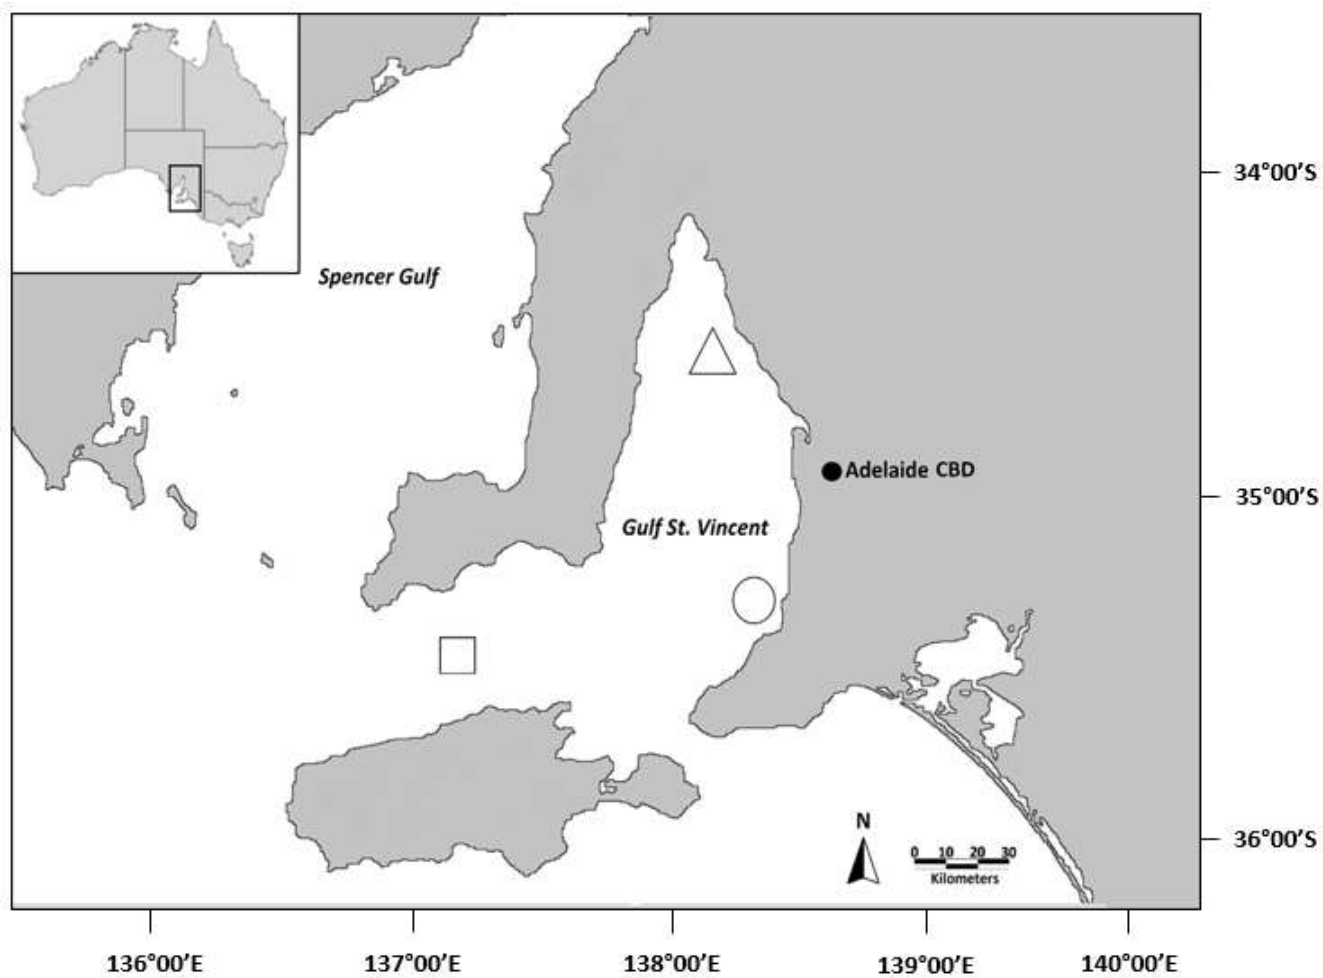 34°00’S
Spencer Gulf
Adelaide CBD
35°00’S
Gulf St. Vincent
N
0 10 20 30
Kilometers
36°00’S
136°00’E 137°00’E 138°00’E 139°00’E 140°00’E